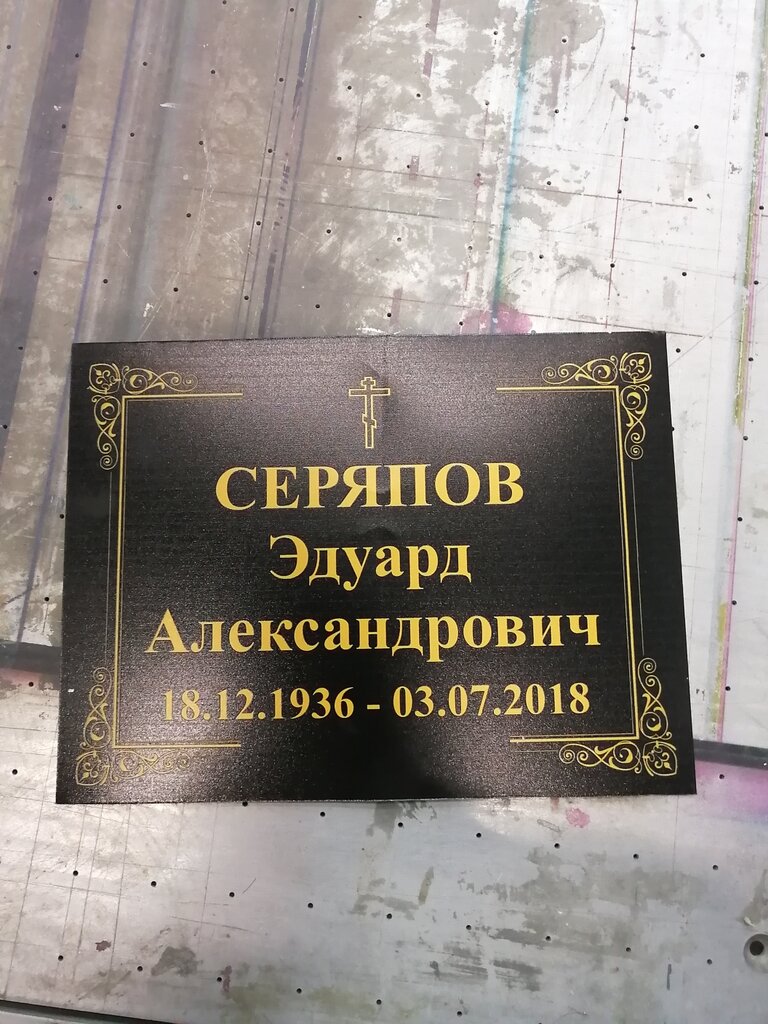 СЕРЯПОВ
Эдуард
Александрович
18.12.1936 - 03.07.2018